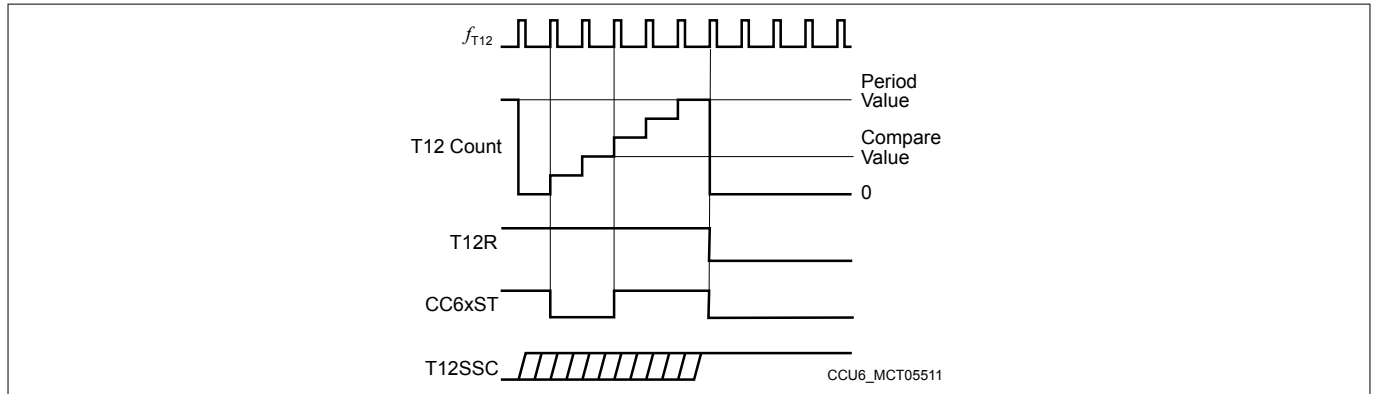 fT12
Period
Value
T12 Count
Compare
Value
0
T12R
CC6xST
T12SSC
CCU6_MCT05511